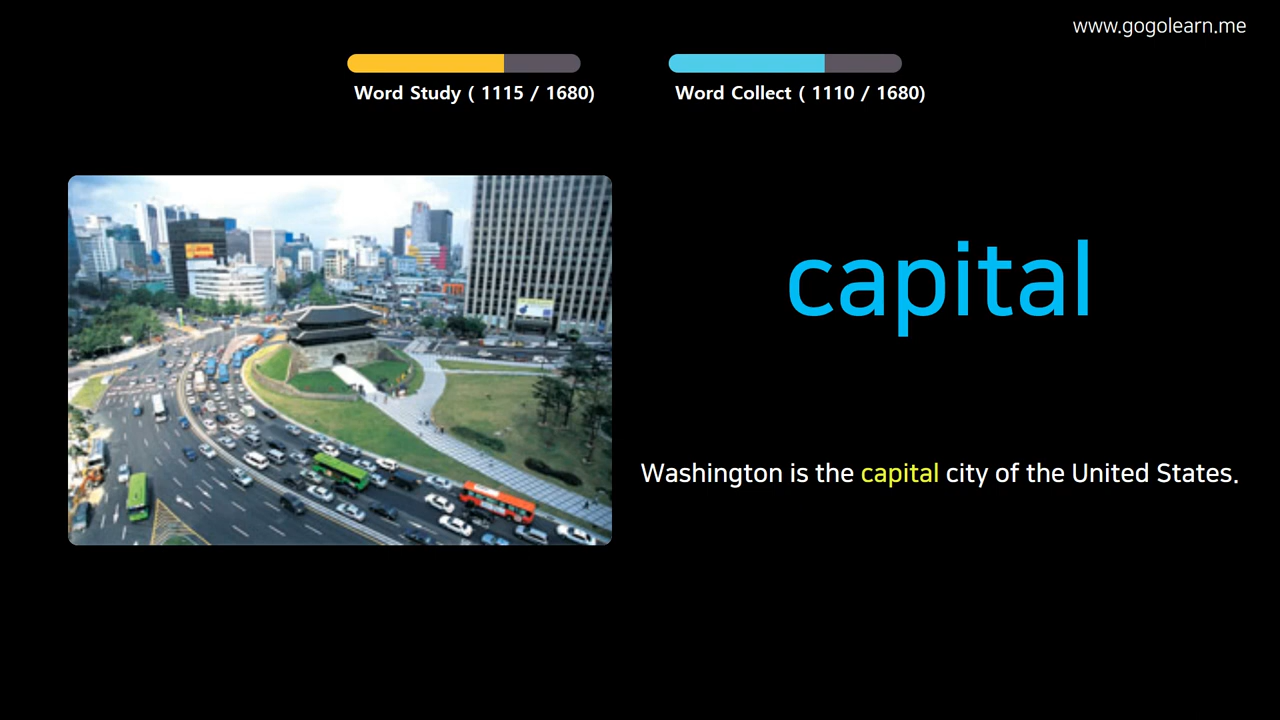 www.gogolearn.me
Word Study ( 1115 / 1680)
Word Collect ( 1110 / 1680)
capital
Washington is the capital city of the United States.